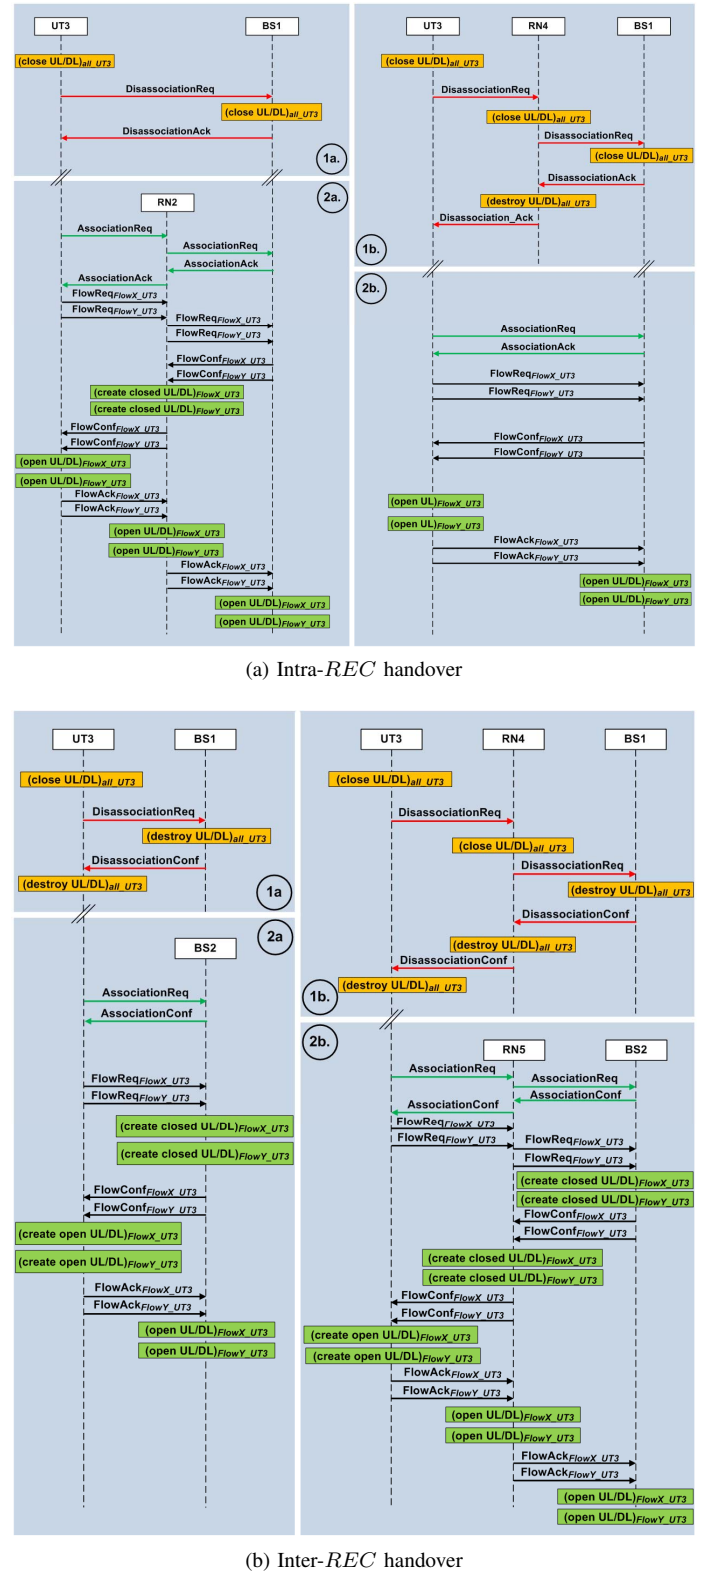 UT3
BS1
(close UL/DL)all_UT3
DisassociationReq
(close UL/DL)all_UT3
DisassociationAck
1a.
2a.
RN2
AssociationReq
AssociationReq
AssociationAck
AssociationAck
FlowReqFlowX_UT3
FlowReqFlowY_UT3
FlowReqFlowX_UT3
FlowReqFlowY_UT3
FlowConfFlowX_UT3
FlowConfFlowY_UT3
(create closed UL/DL)FlowX_UT3
(create closed UL/DL)FlowY_UT3
FlowConfFlowX_UT3
FlowConfFlowY_UT3
(open UL/DL)FlowX_UT3
(open UL/DL)FlowY_UT3
FlowAckFlowX_UT3
FlowAckFlowY_UT3
(open UL/DL)FlowX_UT3
(open UL/DL)FlowY_UT3
FlowAckFlowX_UT3
FlowAckFlowY_UT3
(open UL/DL)FlowX_UT3
(open UL/DL)FlowY_UT3
UT3
RN4
BS1
(close UL/DL)all_UT3
DisassociationReq
(close UL/DL)all_UT3
DisassociationReq
(close UL/DL)all_UT3
DisassociationAck
(destroy UL/DL)all_UT3
Disassociation_Ack
1b.
2b.
AssociationReq
AssociationAck
FlowReqFlowX_UT3
FlowReqFlowY_UT3
FlowConfFlowX_UT3
FlowConfFlowY_UT3
(open UL)FlowX_UT3
(open UL)FlowY_UT3
FlowAckFlowX_UT3
FlowAckFlowY_UT3
(open UL/DL)FlowX_UT3
(open UL/DL)FlowY_UT3
(a) Intra-REC handover
UT3
BS1
(close UL/DL)all_UT3
DisassociationReq
(destroy UL/DL)all_UT3
DisassociationConf
(destroy UL/DL)all_UT3
1a
2a
BS2
AssociationReq
AssociationConf
FlowReqFlowX_UT3
FlowReqFlowY_UT3
(create closed UL/DL)FlowX_UT3
(create closed UL/DL)FlowY_UT3
FlowConfFlowX_UT3
FlowConfFlowY_UT3
(create open UL/DL)FlowX_UT3
(create open UL/DL)FlowY_UT3
FlowAckFlowX_UT3
FlowAckFlowY_UT3
(open UL/DL)FlowX_UT3
(open UL/DL)FlowY_UT3
UT3
RN4
BS1
(close UL/DL)all_UT3
DisassociationReq
(close UL/DL)all_UT3
DisassociationReq
(destroy UL/DL)all_UT3
DisassociationConf
(destroy UL/DL)all_UT3
DisassociationConf
(destroy UL/DL)all_UT3
1b.
2b.
RN5
BS2
AssociationReq
AssociationReq
AssociationConf
AssociationConf
FlowReqFlowX_UT3
FlowReqFlowY_UT3
FlowReqFlowX_UT3
FlowReqFlowY_UT3
(create closed UL/DL)FlowX_UT3
(create closed UL/DL)FlowY_UT3
FlowConfFlowX_UT3
FlowConfFlowY_UT3
(create closed UL/DL)FlowX_UT3
(create closed UL/DL)FlowY_UT3
FlowConfFlowX_UT3
FlowConfFlowY_UT3
(create open UL/DL)FlowX_UT3
(create open UL/DL)FlowY_UT3
FlowAckFlowX_UT3
FlowAckFlowY_UT3
(open UL/DL)FlowX_UT3
(open UL/DL)FlowY_UT3
FlowAckFlowX_UT3
FlowAckFlowY_UT3
(open UL/DL)FlowX_UT3
(open UL/DL)FlowY_UT3
(b) Inter-REC handover